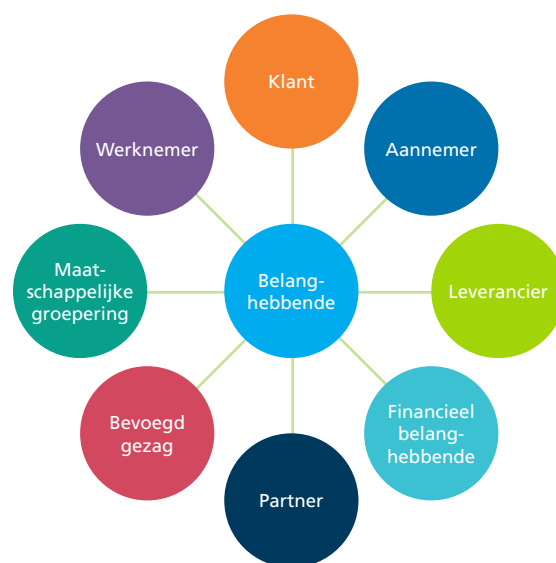 Klant
Werknemer
Aannemer
Maat-
schappelijke
groepering
Belang-
hebbende
Leverancier
Bevoegd
gezag
Financieel
belang-
hebbende
Partner